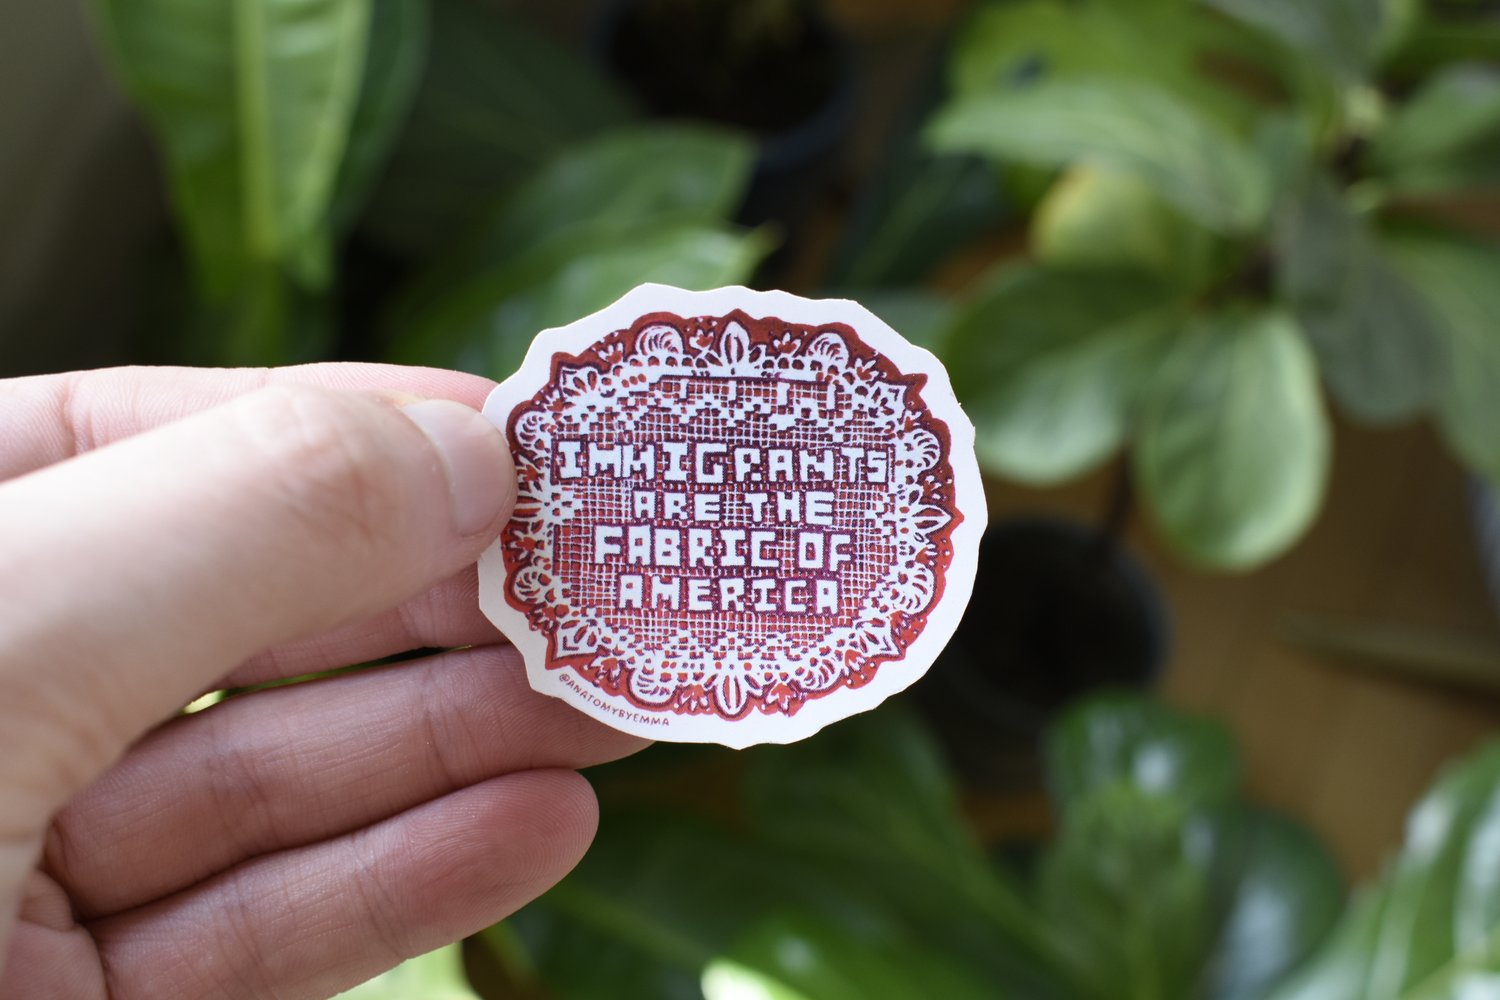 IMMIGRANTS
ARE THE
FABRIC OF
AMERICA
@ANATOMYBYEMMA